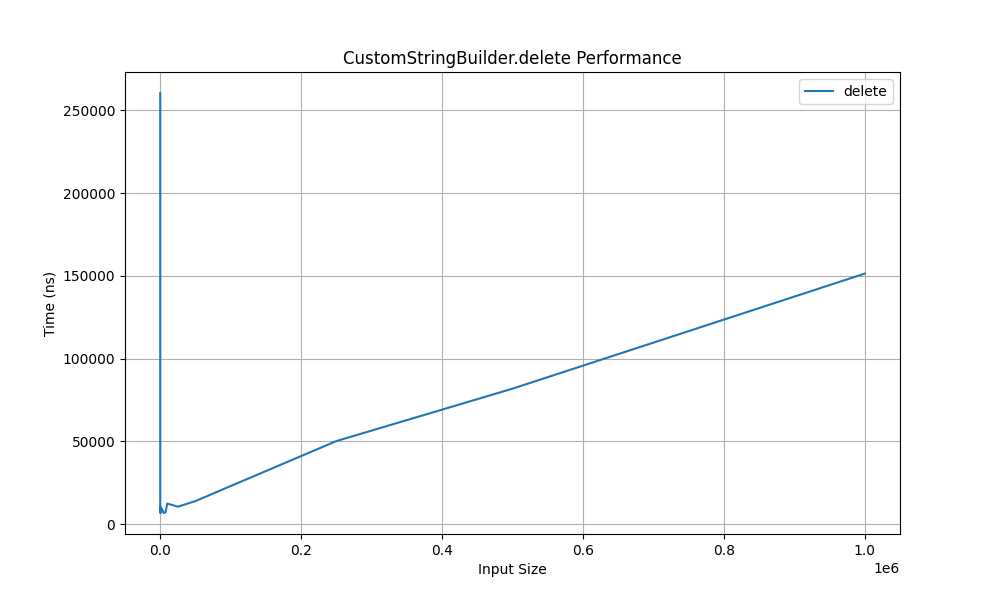 CustomStringBuilder.delete Performance
delete
250000
200000
150000
100000
50000
0
Time (ns)
0.0 0.2 0.4 0.6 0.8 1.0
1e6
Input Size